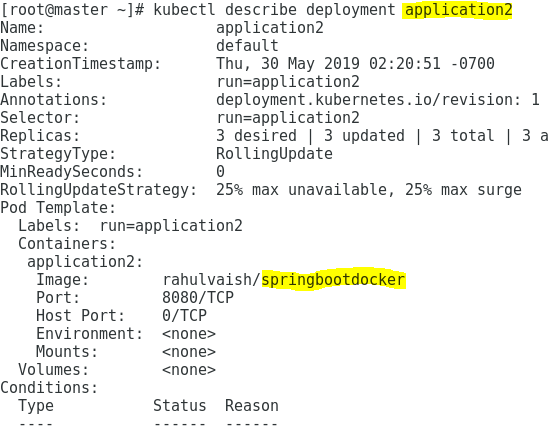 [root@master ~]# kubectl describe deployment application2
Name:                   application2
Namespace:              default
CreationTimestamp:      Thu, 30 May 2019 02:20:51 -0700
Labels:                 run=application2
Annotations:            deployment.kubernetes.io/revision: 1
Selector:               run=application2
Replicas:               3 desired | 3 updated | 3 total | 3 a
StrategyType:           RollingUpdate
MinReadySeconds:        0
RollingUpdateStrategy:  25% max unavailable, 25% max surge
Pod Template:
  Labels:  run=application2
  Containers:
   application2:
    Image:        rahulvaish/springbootdocker
    Port:         8080/TCP
    Host Port:    0/TCP
    Environment:  <none>
    Mounts:       <none>
  Volumes:        <none>
Conditions:
  Type           Status  Reason
  ----           ------  ------